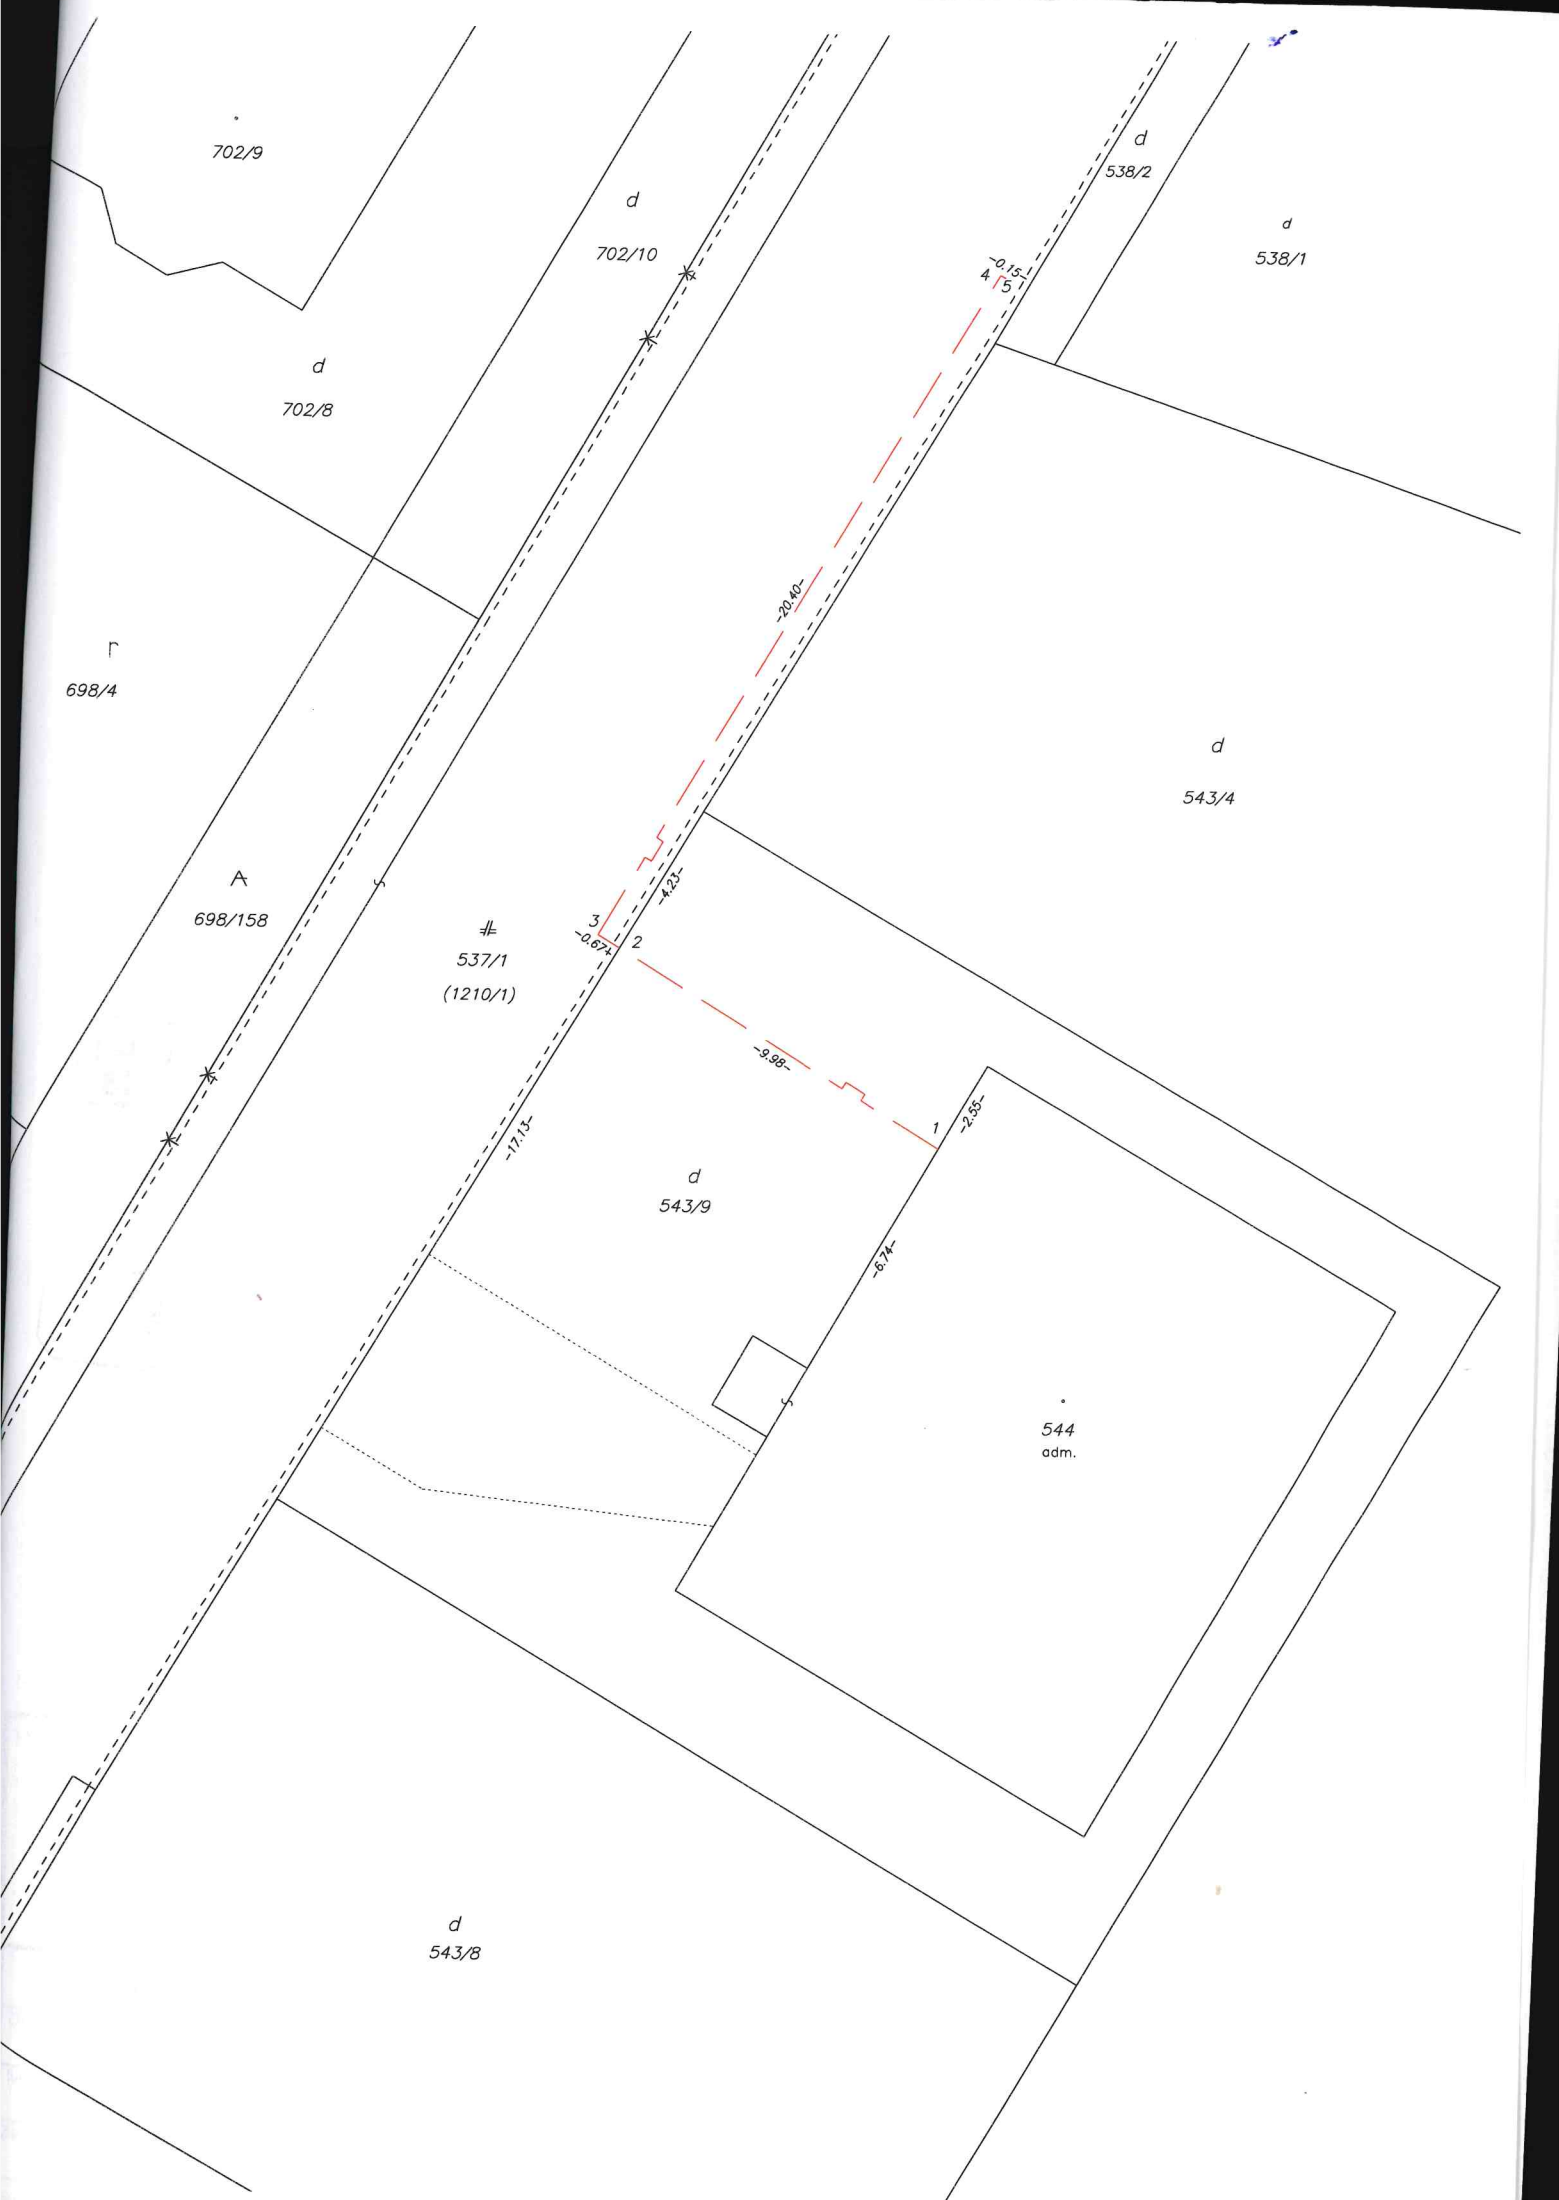 702/9
d
538/2
d
702/10
d
538/1
-0.15-
4
5
d
702/8
-20.40-
r
698/4
d
543/4
698/158
-4.23-
3
-0.67-
2
537/1
(1210/1)
-9.98-
1
-2.55-
-17.13-
d
543/9
-6.74-
544
adm.
d
543/8